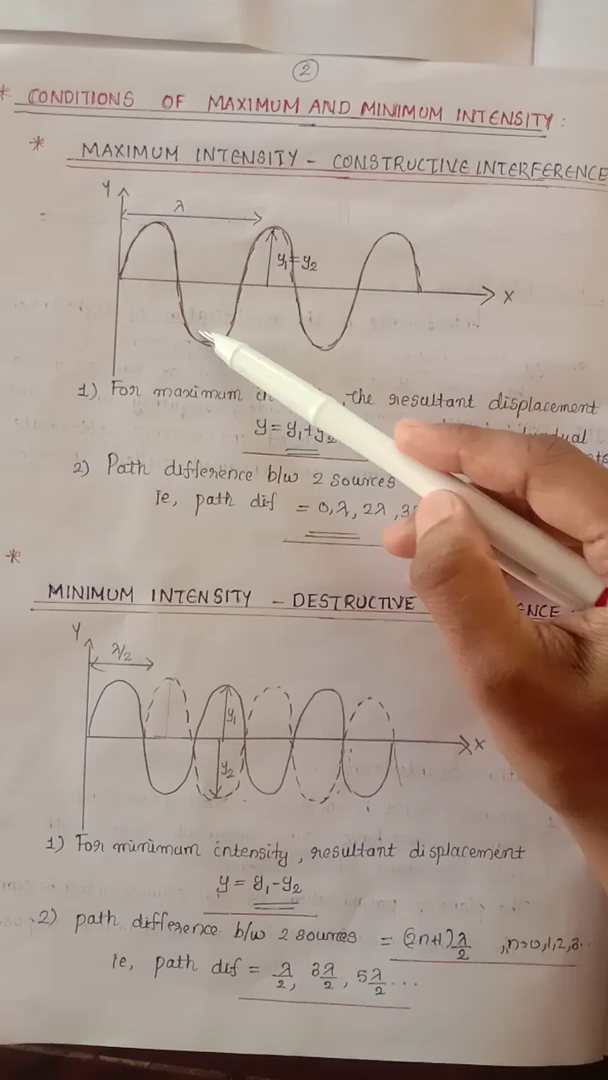 2
* CONDITIONS OF MAXIMUM AND MINIMUM INTENSITY :
* MAXIMUM INTENSITY - CONSTRUCTIVE INTERFERENCE
Y
λ
y₁=y₂
X
1) For maximum , the resultant displacement
y = y₁+y₂
2) Path difference b/w 2 sources
Ie, path dif = 0, λ, 2λ, 3
*
MINIMUM INTENSITY - DESTRUCTIVE
Y
λ/2
y₁
y₂
X
1) For minimum intensity, resultant displacement
y = y₁-y₂
2) path difference b/w 2 sources = (2n+1) λ/2 , n=0,1,2,3..
Ie, path dif = λ/2, 3λ/2, 5λ/2 ...